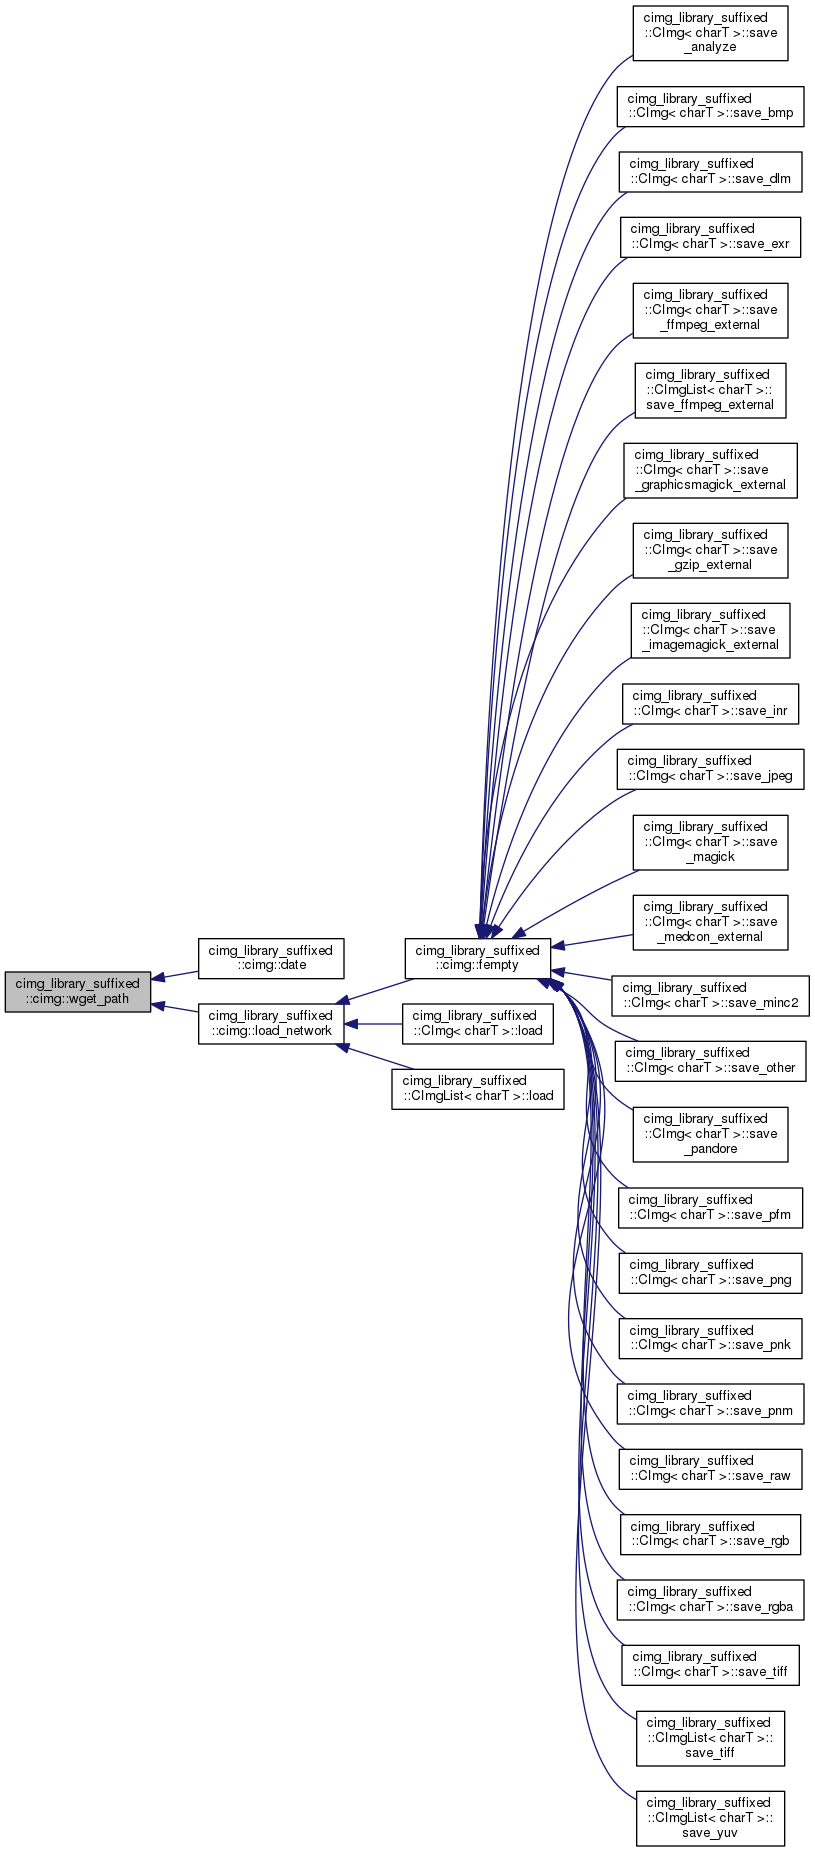 cimg_library_suffixed
::CImg< charT >::save
_analyze
cimg_library_suffixed
::CImg< charT >::save_bmp
cimg_library_suffixed
::CImg< charT >::save_dlm
cimg_library_suffixed
::CImg< charT >::save_exr
cimg_library_suffixed
::CImg< charT >::save
_ffmpeg_external
cimg_library_suffixed
::CImgList< charT >::
save_ffmpeg_external
cimg_library_suffixed
::CImg< charT >::save
_graphicsmagick_external
cimg_library_suffixed
::CImg< charT >::save
_gzip_external
cimg_library_suffixed
::CImg< charT >::save
_imagemagick_external
cimg_library_suffixed
::CImg< charT >::save_inr
cimg_library_suffixed
::CImg< charT >::save_jpeg
cimg_library_suffixed
::CImg< charT >::save
_magick
cimg_library_suffixed
::CImg< charT >::save
_medcon_external
cimg_library_suffixed
::cimg::wget_path
cimg_library_suffixed
::cimg::date
cimg_library_suffixed
::cimg::load_network
cimg_library_suffixed
::cimg::fempty
cimg_library_suffixed
::CImg< charT >::load
cimg_library_suffixed
::CImgList< charT >::load
cimg_library_suffixed
::CImg< charT >::save_minc2
cimg_library_suffixed
::CImg< charT >::save_other
cimg_library_suffixed
::CImg< charT >::save
_pandore
cimg_library_suffixed
::CImg< charT >::save_pfm
cimg_library_suffixed
::CImg< charT >::save_png
cimg_library_suffixed
::CImg< charT >::save_pnk
cimg_library_suffixed
::CImg< charT >::save_pnm
cimg_library_suffixed
::CImg< charT >::save_raw
cimg_library_suffixed
::CImg< charT >::save_rgb
cimg_library_suffixed
::CImg< charT >::save_rgba
cimg_library_suffixed
::CImg< charT >::save_tiff
cimg_library_suffixed
::CImgList< charT >::
save_tiff
cimg_library_suffixed
::CImgList< charT >::
save_yuv